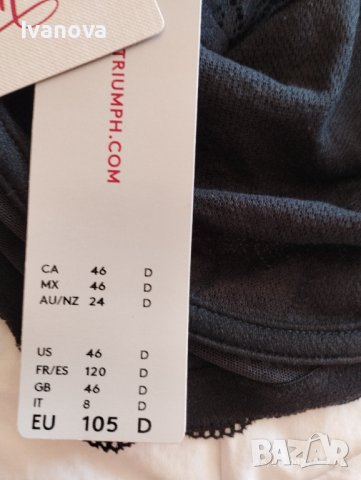 Ivanova
TRIUMPH.COM
CA 46 D
MX 46 D
AU/NZ 24 D
US 46 D
FR/ES 120 D
GB 46 D
IT 8 D
EU 105 D
BAZAR